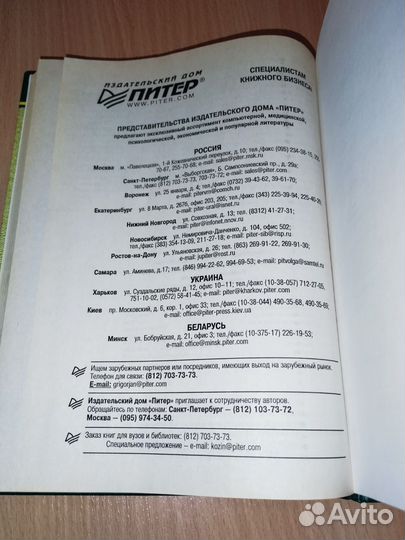 ИЗДАТЕЛЬСКИЙ ДОМ
ПИТЕР®
WWW.PITER.COM
СПЕЦИАЛИСТАМ
КНИЖНОГО БИЗНЕСА!
ПРЕДСТАВИТЕЛЬСТВА ИЗДАТЕЛЬСКОГО ДОМА «ПИТЕР»
предлагают эксклюзивный ассортимент компьютерной, медицинской,
психологической, экономической и популярной литературы
РОССИЯ
Москва м. «Павелецкая», 1-й Кожевнический переулок, д.10; тел./факс (095) 234-38-15,
70-67, 255-70-68; e-mail: sales@piter.msk.ru
Санкт-Петербург м. «Выборгская», Б. Сампсониевский пр., д. 29а;
тел./факс (812) 703-73-73, 703-73-72; e-mail: sales@piter.com
Воронеж ул. 25 января, д. 4; тел./факс (0732) 39-43-62, 39-61-70;
e-mail: pitervrn@comch.ru
Екатеринбург ул. 8 Марта, д. 267б, офис 203, 205; тел./факс (343) 225-39-94, 225-40-20
e-mail: piter-ural@isnet.ru
Нижний Новгород ул. Совхозная, д. 13; тел. (8312) 41-27-31;
e-mail: piter@infonet.nnov.ru
Новосибирск ул. Немировича-Данченко, д. 104, офис 502;
тел./факс (383) 354-13-09, 211-27-18; e-mail: piter-sib@risp.ru
Ростов-на-Дону ул. Ульяновская, д. 26; тел. (863) 269-91-22, 269-91-30;
e-mail: jupiter@rost.ru
Самара ул. Аминева, д.17; тел. (846) 994-22-62, 994-69-53; e-mail: pitvolga@samtel.ru
УКРАИНА
Харьков ул. Суздальские ряды, д. 12, офис 10–11; тел. (10-38-057) 712-27-05,
751-10-02, (0572) 58-41-45; e-mail: piter@kharkov.piter.com
Киев пр. Московский, д. 6, кор. 1, офис 33; тел./факс (10-38-044) 490-35-68, 490-35-69;
e-mail: office@piter-press.kiev.ua
БЕЛАРУСЬ
Минск ул. Бобруйская, д. 21, офис 3; тел./факс (10-375-17) 226-19-53;
e-mail: office@minsk.piter.com
Ищем зарубежных партнеров или посредников, имеющих выход на зарубежный рынок.
Телефон для связи: (812) 703-73-73.
E-mail: grigorjan@piter.com
Издательский дом «Питер» приглашает к сотрудничеству авторов.
Обращайтесь по телефонам: Санкт-Петербург — (812) 103-73-72,
Москва — (095) 974-34-50.
Заказ книг для вузов и библиотек: (812) 703-73-73.
Специальное предложение — e-mail: kozin@piter.com
Avito